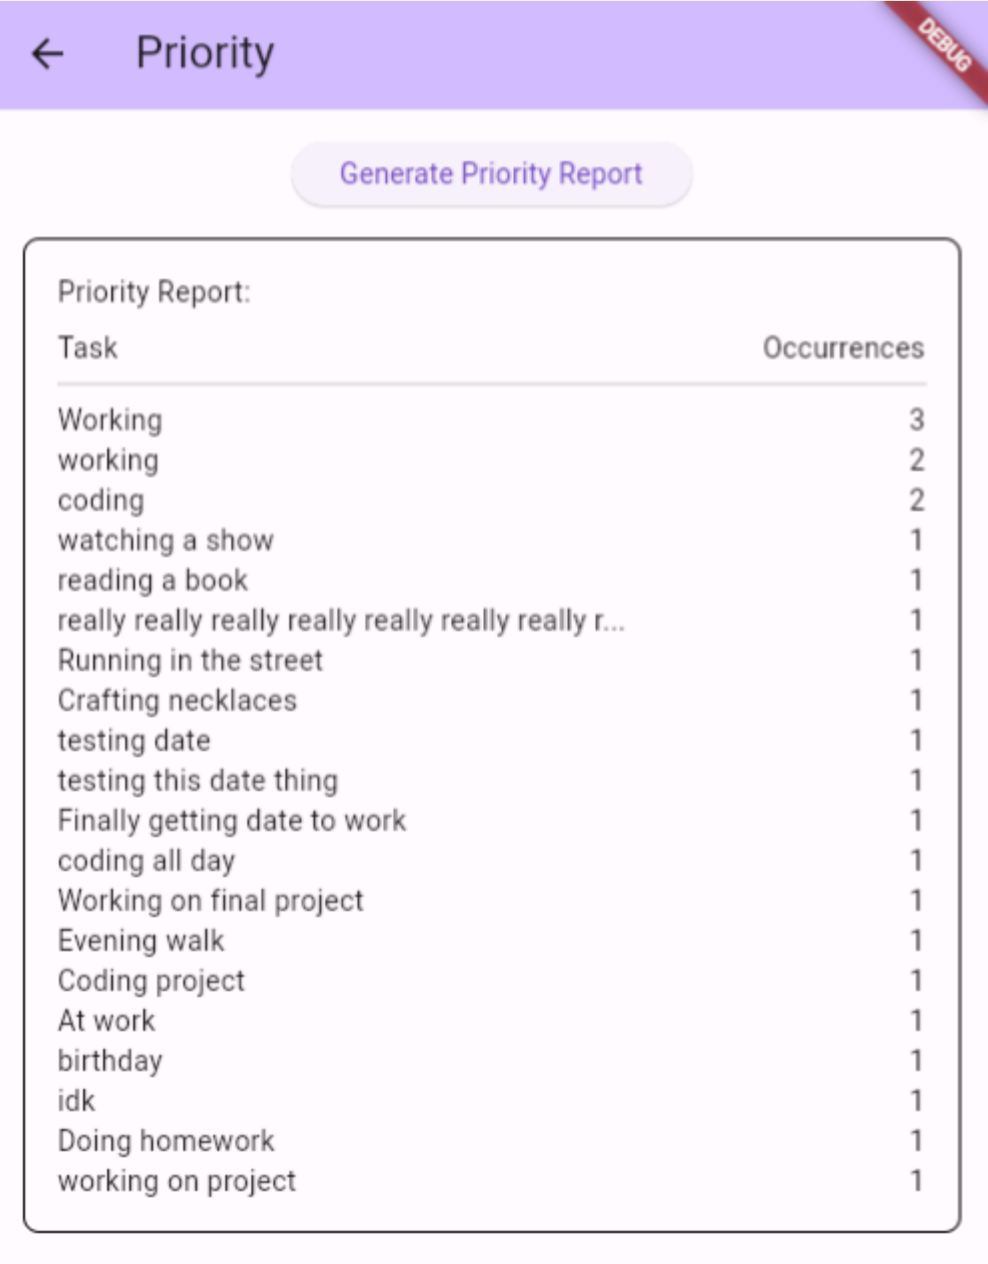 Priority
DEBUG
Generate Priority Report
Priority Report:
Task Occurrences
Working 3
working 2
coding 2
watching a show 1
reading a book 1
really really really really really really really r... 1
Running in the street 1
Crafting necklaces 1
testing date 1
testing this date thing 1
Finally getting date to work 1
coding all day 1
Working on final project 1
Evening walk 1
Coding project 1
At work 1
birthday 1
idk 1
Doing homework 1
working on project 1